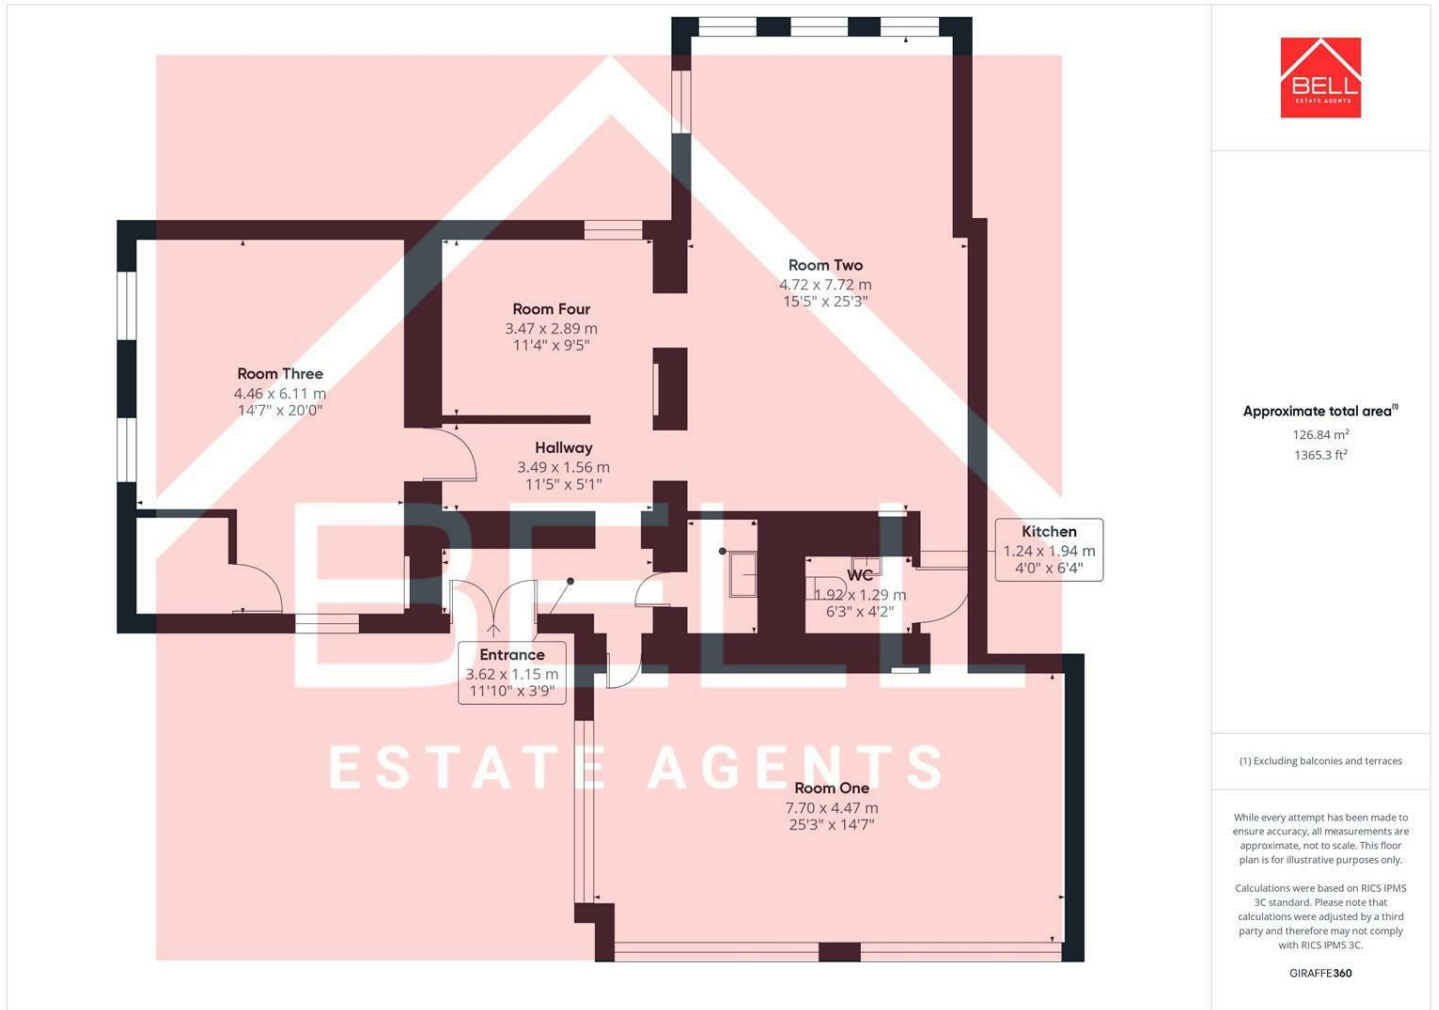 Room Two
4.72 x 7.72 m
15'5" x 25'3"
Room Four
3.47 x 2.89 m
11'4" x 9'5"
Room Three
4.46 x 6.11 m
14'7" x 20'0"
Hallway
3.49 x 1.56 m
11'5" x 5'1"
Kitchen
1.24 x 1.94 m
4'0" x 6'4"
WC
1.92 x 1.29 m
6'3" x 4'2"
Entrance
3.62 x 1.15 m
11'10" x 3'9"
Room One
7.70 x 4.47 m
25'3" x 14'7"
BELL
ESTATE AGENTS
BELL
ESTATE AGENTS
Approximate total area(1)
126.84 m²
1365.3 ft²
(1) Excluding balconies and terraces
While every attempt has been made to
ensure accuracy, all measurements are
approximate, not to scale. This floor
plan is for illustrative purposes only.
Calculations were based on RICS IPMS
3C standard. Please note that
calculations were adjusted by a third
party and therefore may not comply
with RICS IPMS 3C.
GIRAFFE360